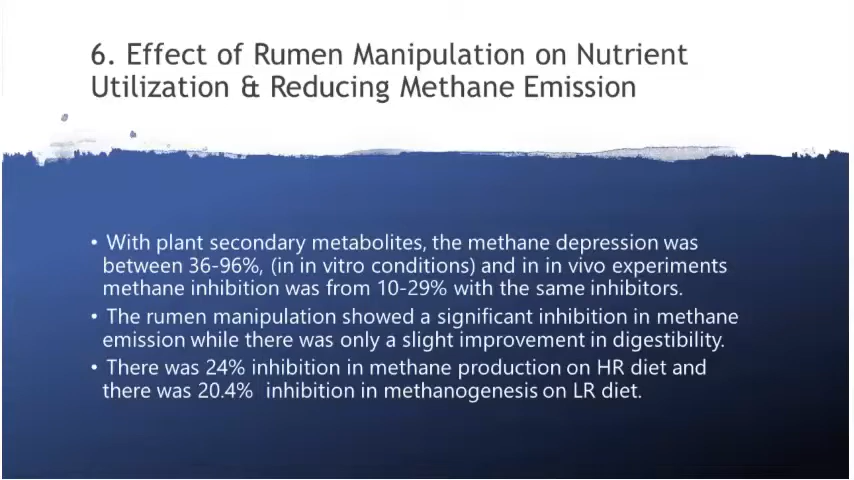 6. Effect of Rumen Manipulation on Nutrient
Utilization & Reducing Methane Emission
• With plant secondary metabolites, the methane depression was
between 36-96%, (in in vitro conditions) and in in vivo experiments
methane inhibition was from 10-29% with the same inhibitors.
• The rumen manipulation showed a significant inhibition in methane
emission while there was only a slight improvement in digestibility.
• There was 24% inhibition in methane production on HR diet and
there was 20.4%  inhibition in methanogenesis on LR diet.